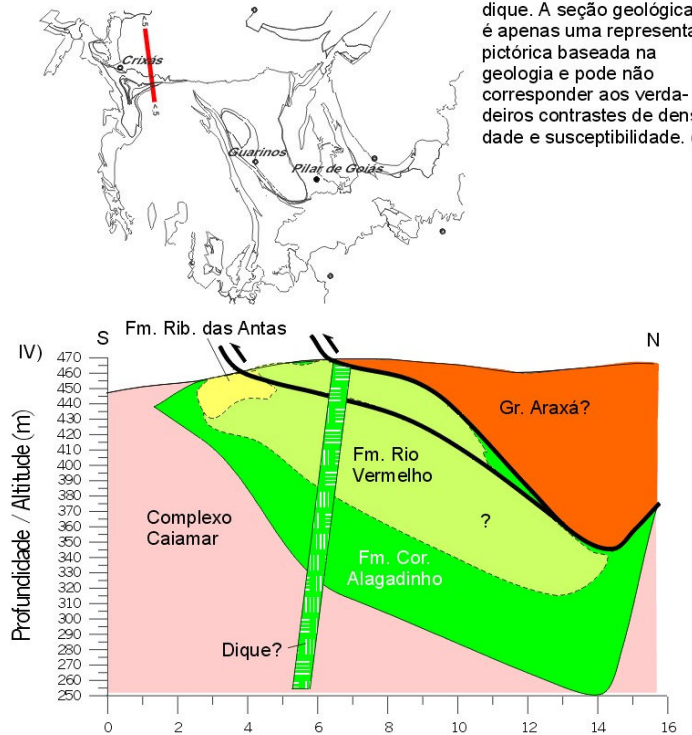 dique. A seção geológica
é apenas uma representa
pictórica baseada na
geologia e pode não
corresponder aos verda-
deiros contrastes de dens
dade e susceptibilidade. (
Crixás
Guarinos
Pilar de Goiás
IV)
S
N
Fm. Rib. das Antas
Gr. Araxá?
Fm. Rio
Vermelho
?
Complexo
Caiamar
Fm. Cor.
Alagadinho
Dique?
Profundidade / Altitude (m)
470
460
450
440
430
420
410
400
390
380
370
360
350
340
330
320
310
300
290
280
270
260
250
0 2 4 6 8 10 12 14 16